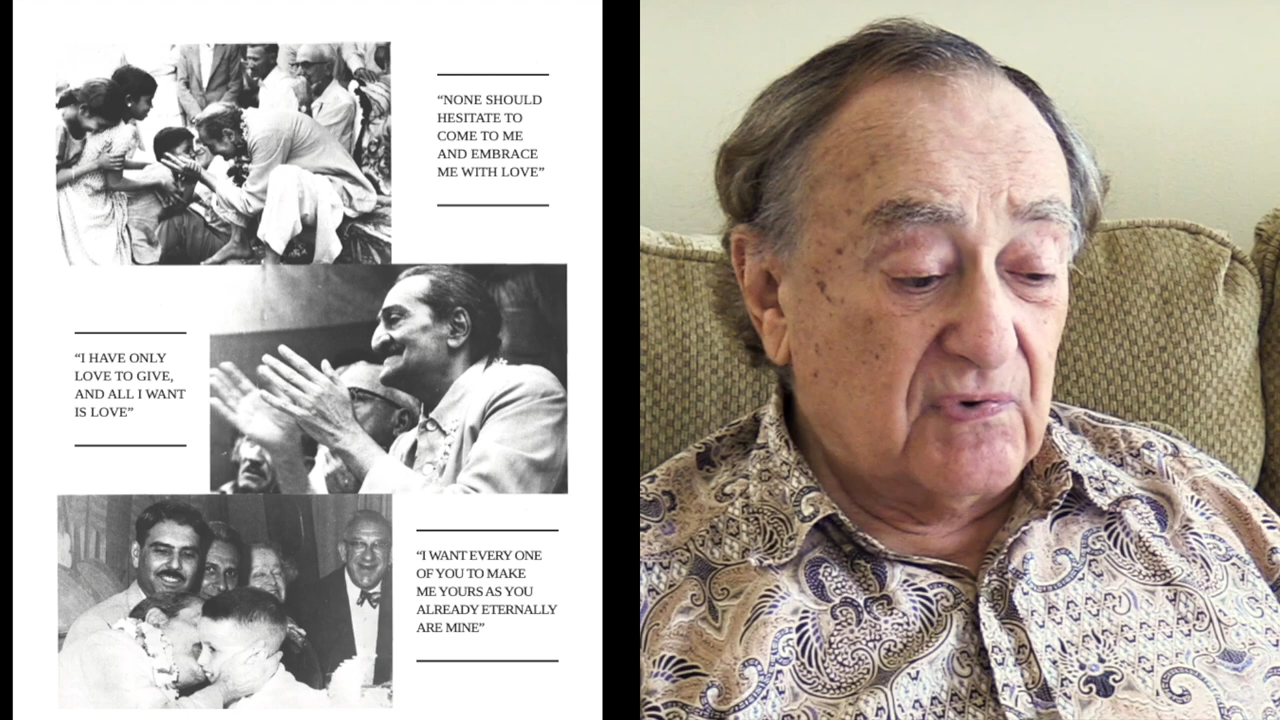 “NONE SHOULD
HESITATE TO
COME TO ME
AND EMBRACE
ME WITH LOVE”
“I HAVE ONLY
LOVE TO GIVE,
AND ALL I WANT
IS LOVE”
“I WANT EVERY ONE
OF YOU TO MAKE
ME YOURS AS YOU
ALREADY ETERNALLY
ARE MINE”